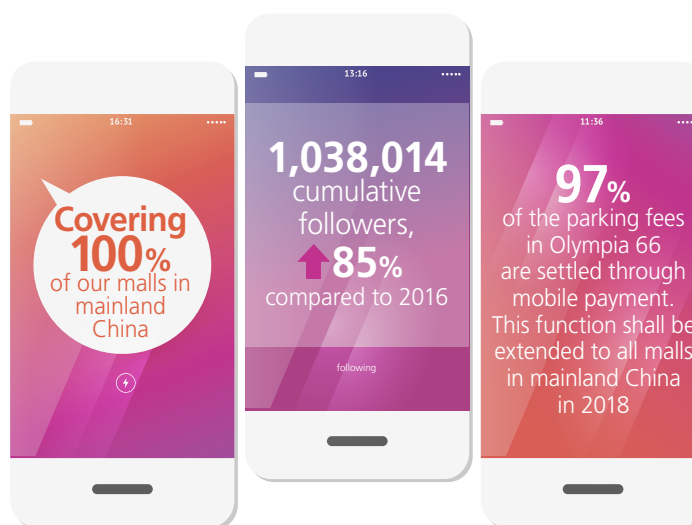 16:31
Covering
100%
of our malls in
mainland
China
13:16
1,038,014
cumulative
followers,
85%
compared to 2016
following
11:36
97%
of the parking fees
in Olympia 66
are settled through
mobile payment.
This function shall be
extended to all malls
in mainland China
in 2018